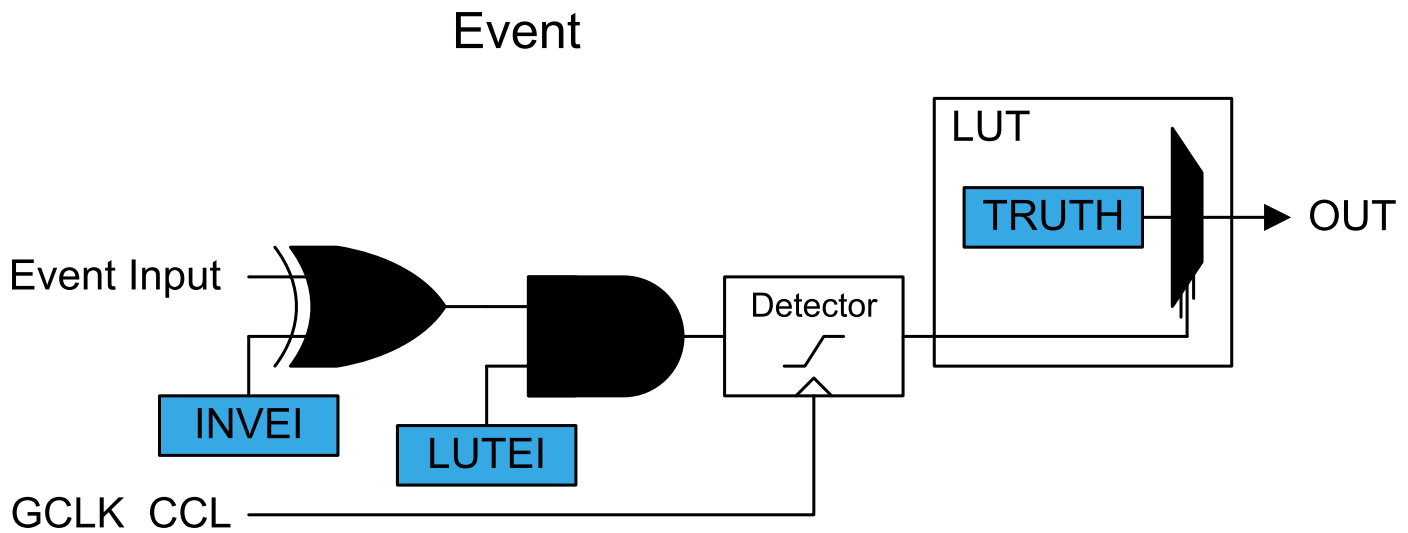 Event
LUT
TRUTH
OUT
Event Input
Detector
INVEI
LUTEI
GCLK CCL